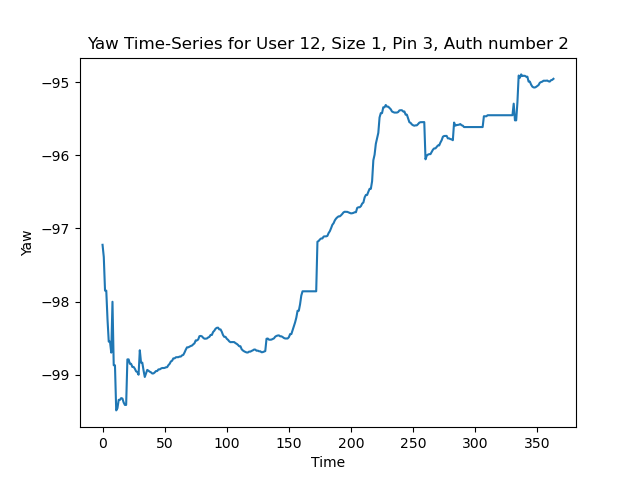 Yaw Time-Series for User 12, Size 1, Pin 3, Auth number 2
−95
−96
−97
−98
−99
Yaw
0 50 100 150 200 250 300 350
Time